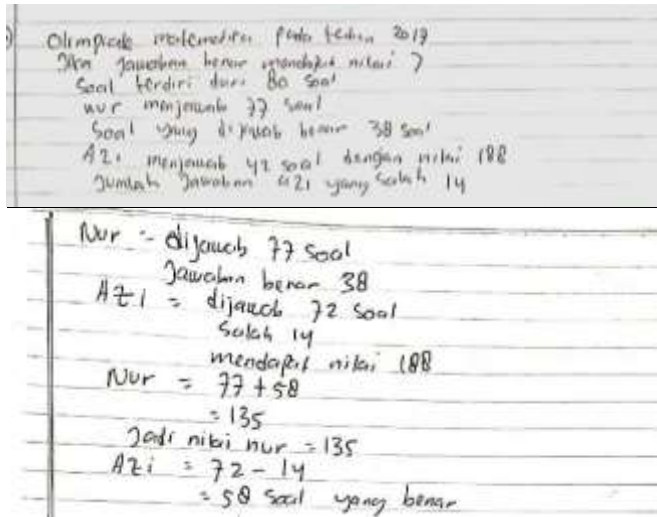 Olimpiade matematika pada tahun 2019
Jika Jawaban benar mendapat nilai 7
Soal terdiri dari 80 soal
nur menjawab 77 soal
Soal yang dijawab benar 38 soal
Azi menjawab 42 soal dengan nilai 188
Jumlah Jawaban azi yang salah 14
Nur = dijawab 77 soal
Jawaban benar 38
AZi = dijawab 72 soal
Salah 14
mendapat nilai 188
Nur = 77 + 58
= 135
Jadi nilai nur = 135
AZi = 72 - 14
= 58 soal yang benar